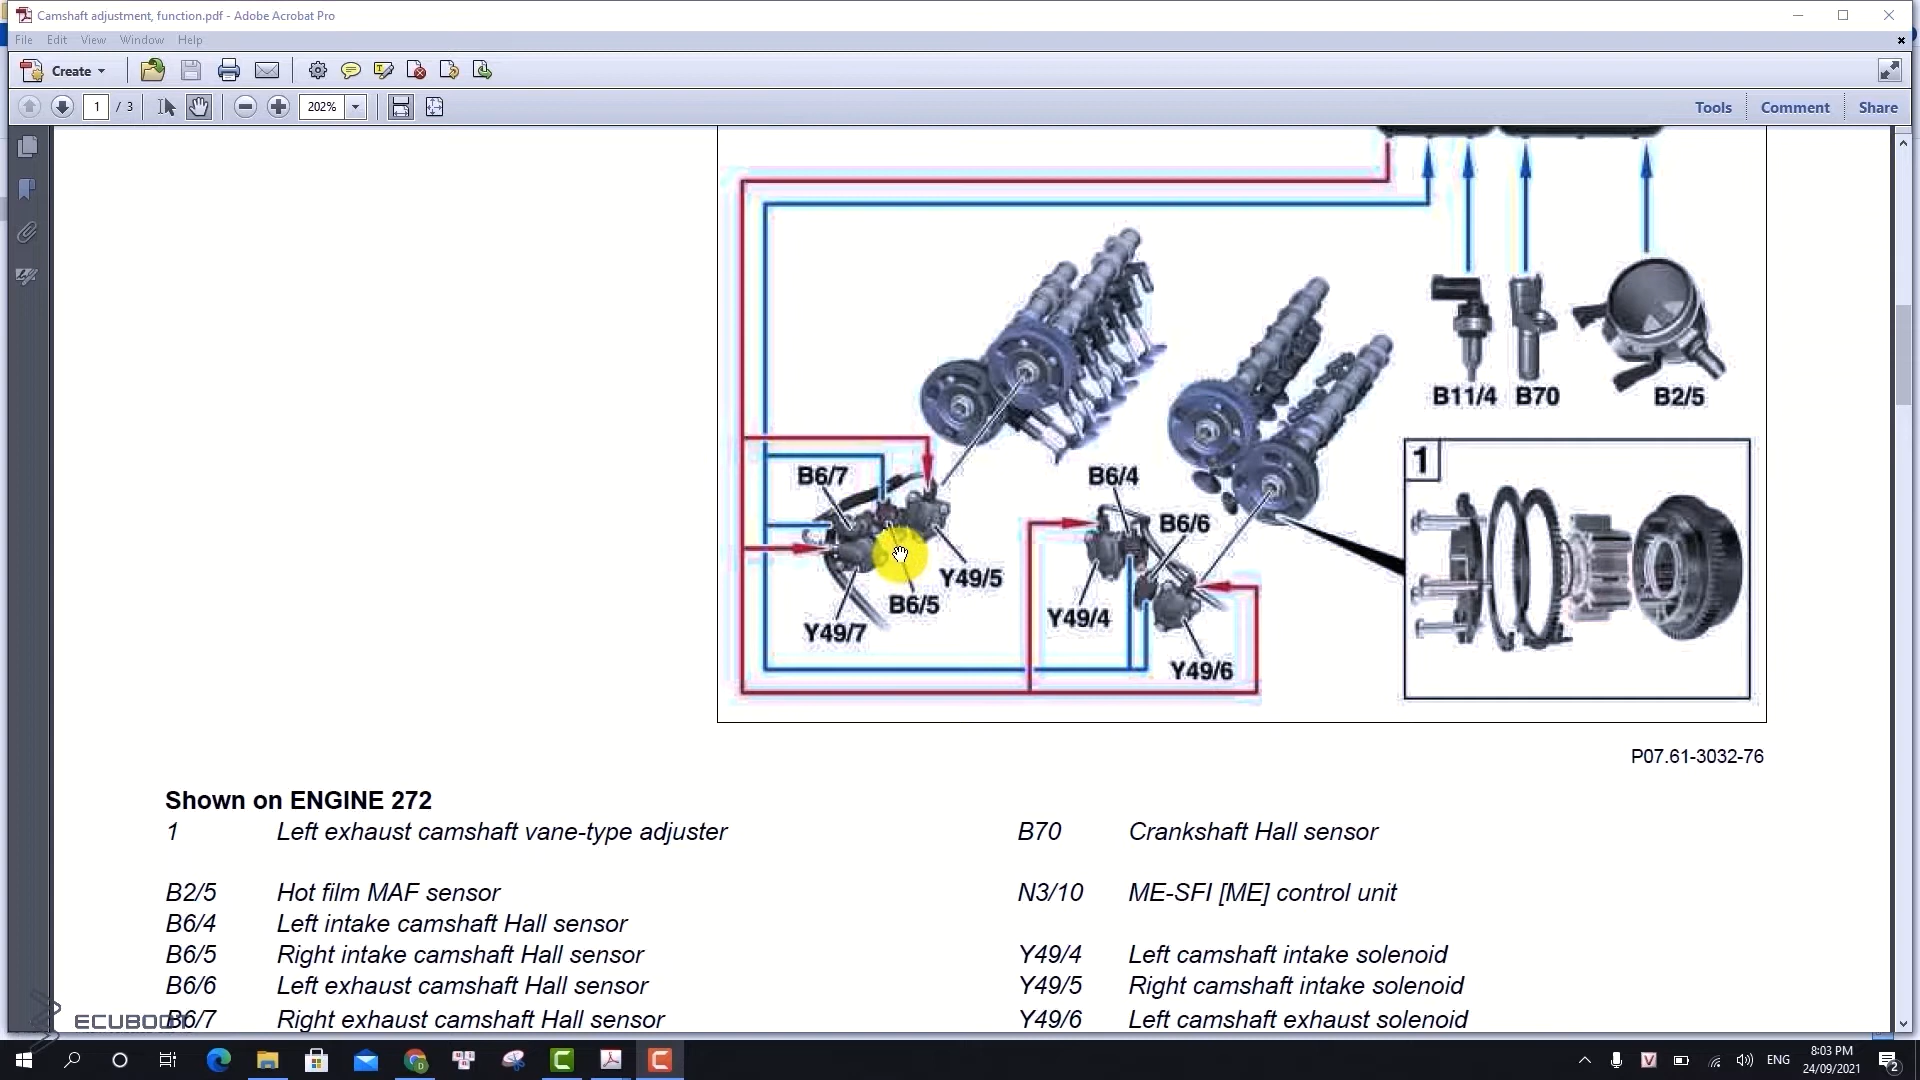 Camshaft adjustment, function.pdf - Adobe Acrobat Pro
File Edit View Window Help
Create
1 / 3 202% Tools Comment Share
B11/4 B70 B2/5
1
B6/7 B6/4
B6/6
Y49/5
B6/5 Y49/4
Y49/7
Y49/6
P07.61-3032-76
Shown on ENGINE 272
1 Left exhaust camshaft vane-type adjuster B70 Crankshaft Hall sensor
B2/5 Hot film MAF sensor N3/10 ME-SFI [ME] control unit
B6/4 Left intake camshaft Hall sensor
B6/5 Right intake camshaft Hall sensor Y49/4 Left camshaft intake solenoid
B6/6 Left exhaust camshaft Hall sensor Y49/5 Right camshaft intake solenoid
B6/7 Right exhaust camshaft Hall sensor Y49/6 Left camshaft exhaust solenoid
ECUBOOT
ENG 8:03 PM
24/09/2021
2